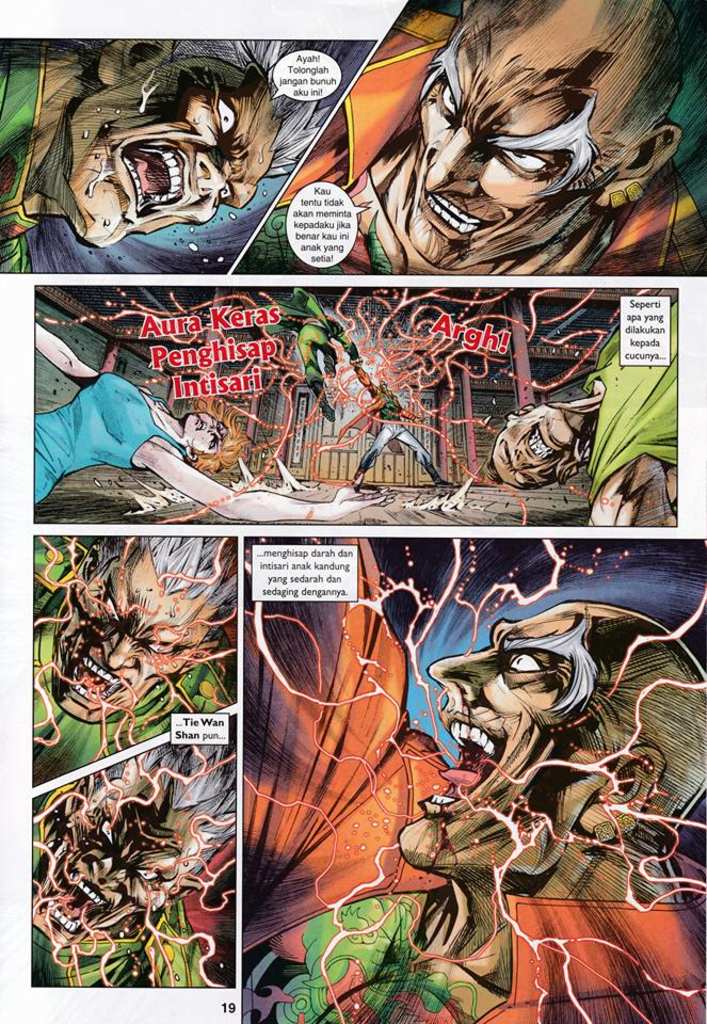 Ayah!
Tolonglah
jangan bunuh
aku ini!
Kau
tentu tidak
akan meminta
kepadaku jika
benar kau ini
anak yang
setia!
Aura Keras
Penghisap
Intisari
Argh!
Seperti
apa yang
dilakukan
kepada
cucunya...
...menghisap darah dan
intisari anak kandung
yang sedarah dan
sedaging dengannya.
...Tie Wan
Shan pun...
19